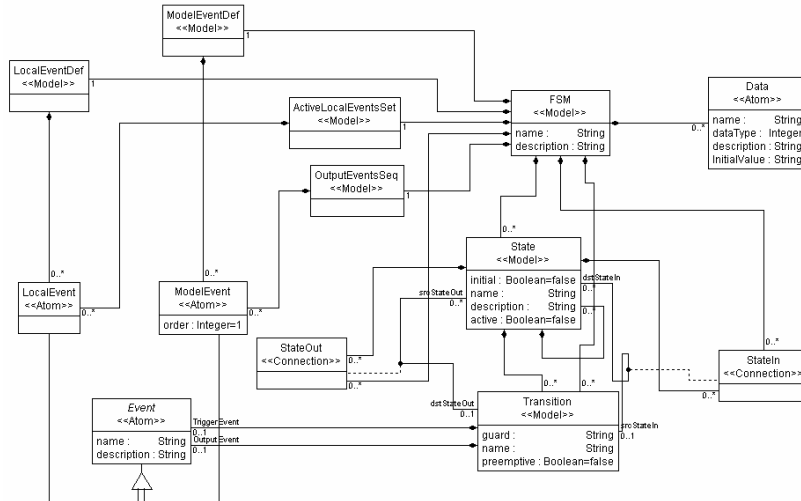 ModelEventDef
<<Model>>
1
LocalEventDef
<<Model>>
1
ActiveLocalEventsSet
<<Model>>
1
FSM
<<Model>>
name : String
description : String
Data
<<Atom>>
name : String
dataType : Integer
description : String
InitialValue : String
0..*
OutputEventsSeq
<<Model>>
1
0..*
0..*
0..*
LocalEvent
<<Atom>>
0..*
ModelEvent
<<Atom>>
order : Integer=1
0..*
State
<<Model>>
initial : Boolean=false
name : String
description : String
active : Boolean=false
srcStateOut
0..*
dstStateIn
0..*
0..*
StateOut
<<Connection>>
0..*
0..*
0..*
StateIn
<<Connection>>
0..*
0..*
0..*
Transition
<<Model>>
guard : String
name : String
preemptive : Boolean=false
dstStateOut
0..1
srcStateIn
0..1
Event
<<Atom>>
name : String
description : String
TriggerEvent
0..1
OutputEvent
0..1